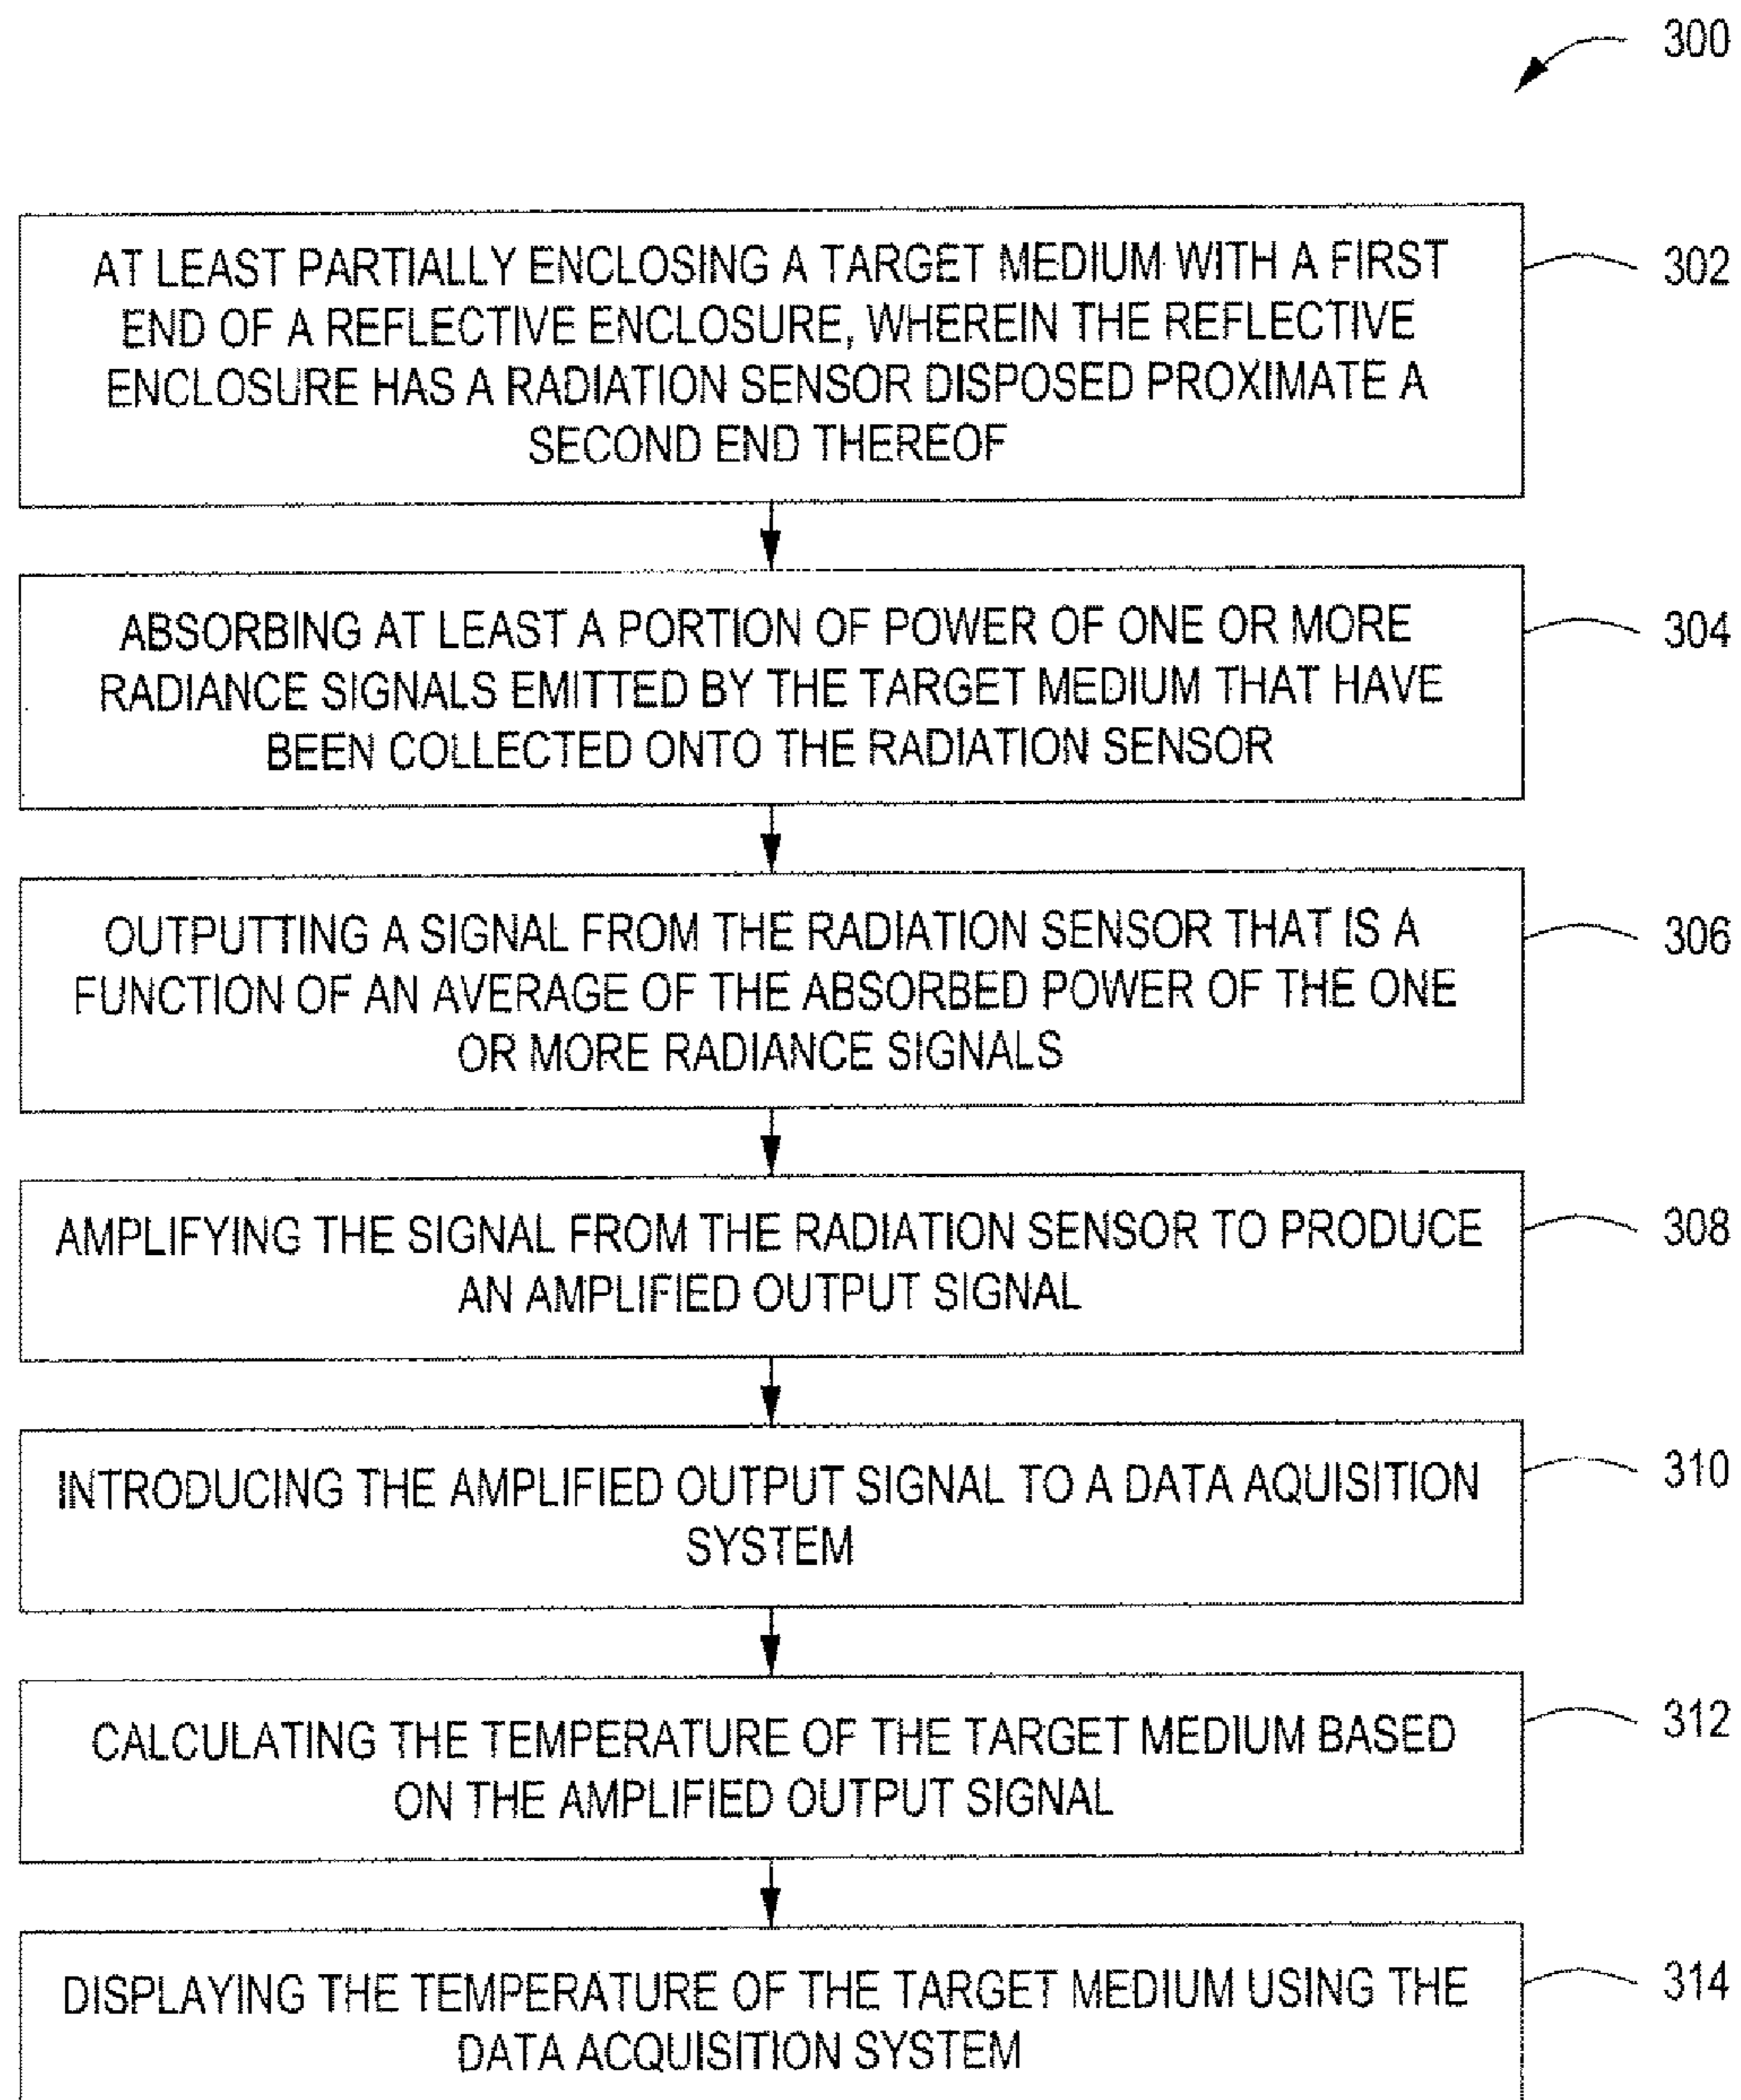 300
AT LEAST PARTIALLY ENCLOSING A TARGET MEDIUM WITH A FIRST
END OF A REFLECTIVE ENCLOSURE, WHEREIN THE REFLECTIVE
ENCLOSURE HAS A RADIATION SENSOR DISPOSED PROXIMATE A
SECOND END THEREOF
302
ABSORBING AT LEAST A PORTION OF POWER OF ONE OR MORE
RADIANCE SIGNALS EMITTED BY THE TARGET MEDIUM THAT HAVE
BEEN COLLECTED ONTO THE RADIATION SENSOR
304
OUTPUTTING A SIGNAL FROM THE RADIATION SENSOR THAT IS A
FUNCTION OF AN AVERAGE OF THE ABSORBED POWER OF THE ONE
OR MORE RADIANCE SIGNALS
306
AMPLIFYING THE SIGNAL FROM THE RADIATION SENSOR TO PRODUCE
AN AMPLIFIED OUTPUT SIGNAL
308
INTRODUCING THE AMPLIFIED OUTPUT SIGNAL TO A DATA AQUISITION
SYSTEM
310
CALCULATING THE TEMPERATURE OF THE TARGET MEDIUM BASED
ON THE AMPLIFIED OUTPUT SIGNAL
312
DISPLAYING THE TEMPERATURE OF THE TARGET MEDIUM USING THE
DATA ACQUISITION SYSTEM
314